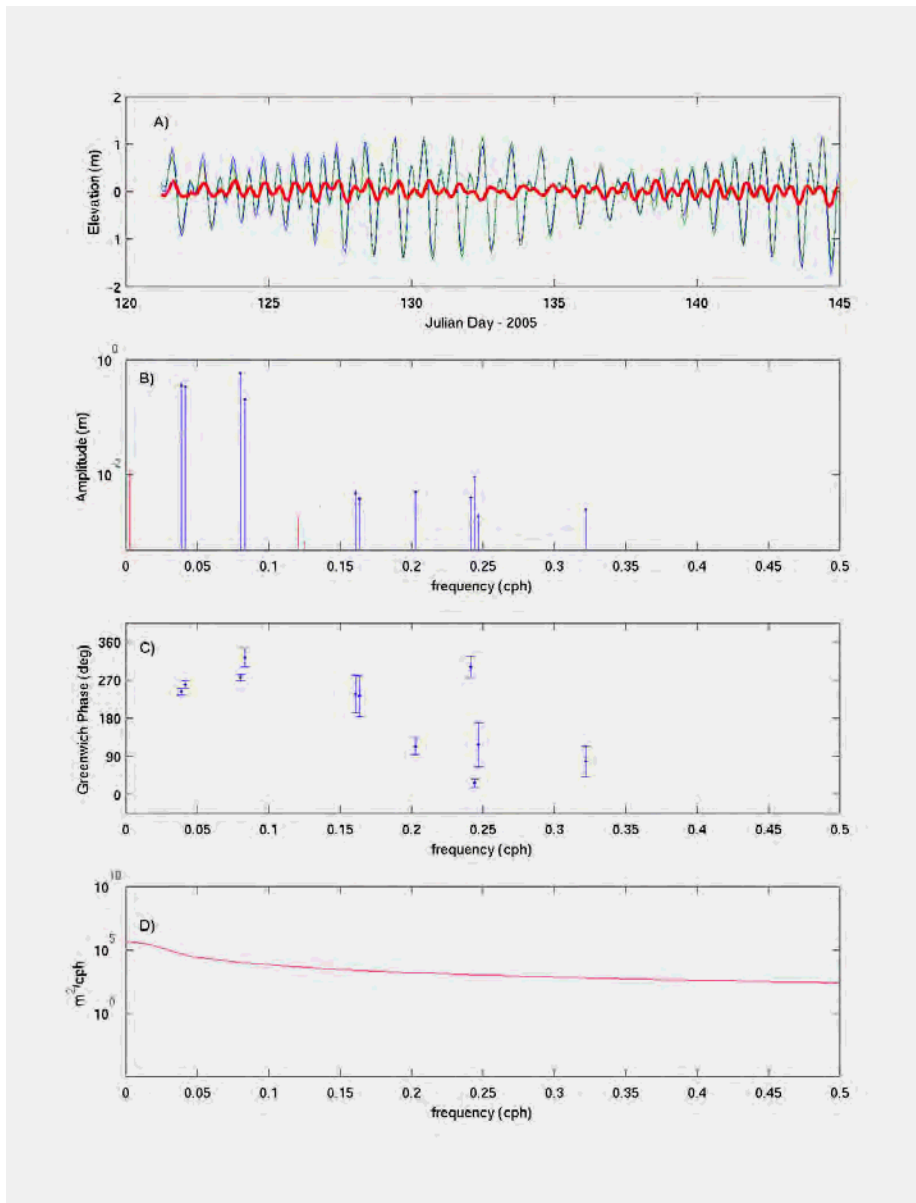 A)
2
1
0
-1
-2
Elevation (m)
120 125 130 135 140 145
Julian Day - 2005
B)
10^0
10^-2
Amplitude (m)
0 0.05 0.1 0.15 0.2 0.25 0.3 0.35 0.4 0.45 0.5
frequency (cph)
C)
360
270
180
90
0
Greenwich Phase (deg)
0 0.05 0.1 0.15 0.2 0.25 0.3 0.35 0.4 0.45 0.5
frequency (cph)
D)
10^10
10^5
10^0
m^2/cph
0 0.05 0.1 0.15 0.2 0.25 0.3 0.35 0.4 0.45 0.5
frequency (cph)